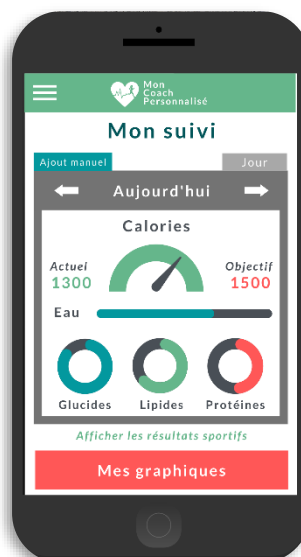 Mon
Coach
Personnalisé
Mon suivi
Ajout manuel
Jour
Aujourd'hui
Calories
Actuel
1300
Objectif
1500
Eau
Glucides
Lipides
Protéines
Afficher les résultats sportifs
Mes graphiques